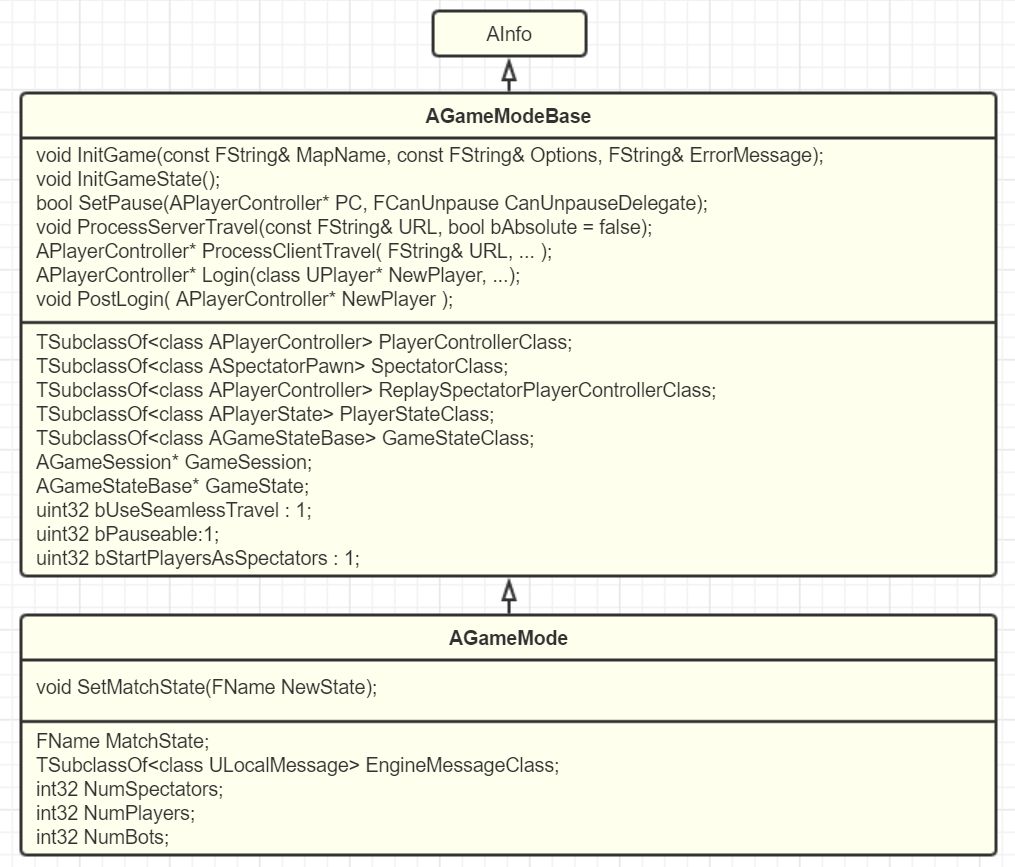 AInfo
AGameModeBase
void InitGame(const FString& MapName, const FString& Options, FString& ErrorMessage);
void InitGameState();
bool SetPause(APlayerController* PC, FCanUnpause CanUnpauseDelegate);
void ProcessServerTravel(const FString& URL, bool bAbsolute = false);
APlayerController* ProcessClientTravel( FString& URL, ... );
APlayerController* Login(class UPlayer* NewPlayer, ...);
void PostLogin( APlayerController* NewPlayer );
TSubclassOf<class APlayerController> PlayerControllerClass;
TSubclassOf<class ASpectatorPawn> SpectatorClass;
TSubclassOf<class APlayerController> ReplaySpectatorPlayerControllerClass;
TSubclassOf<class APlayerState> PlayerStateClass;
TSubclassOf<class AGameStateBase> GameStateClass;
AGameSession* GameSession;
AGameStateBase* GameState;
uint32 bUseSeamlessTravel : 1;
uint32 bPauseable:1;
uint32 bStartPlayersAsSpectators : 1;
AGameMode
void SetMatchState(FName NewState);
FName MatchState;
TSubclassOf<class ULocalMessage> EngineMessageClass;
int32 NumSpectators;
int32 NumPlayers;
int32 NumBots;